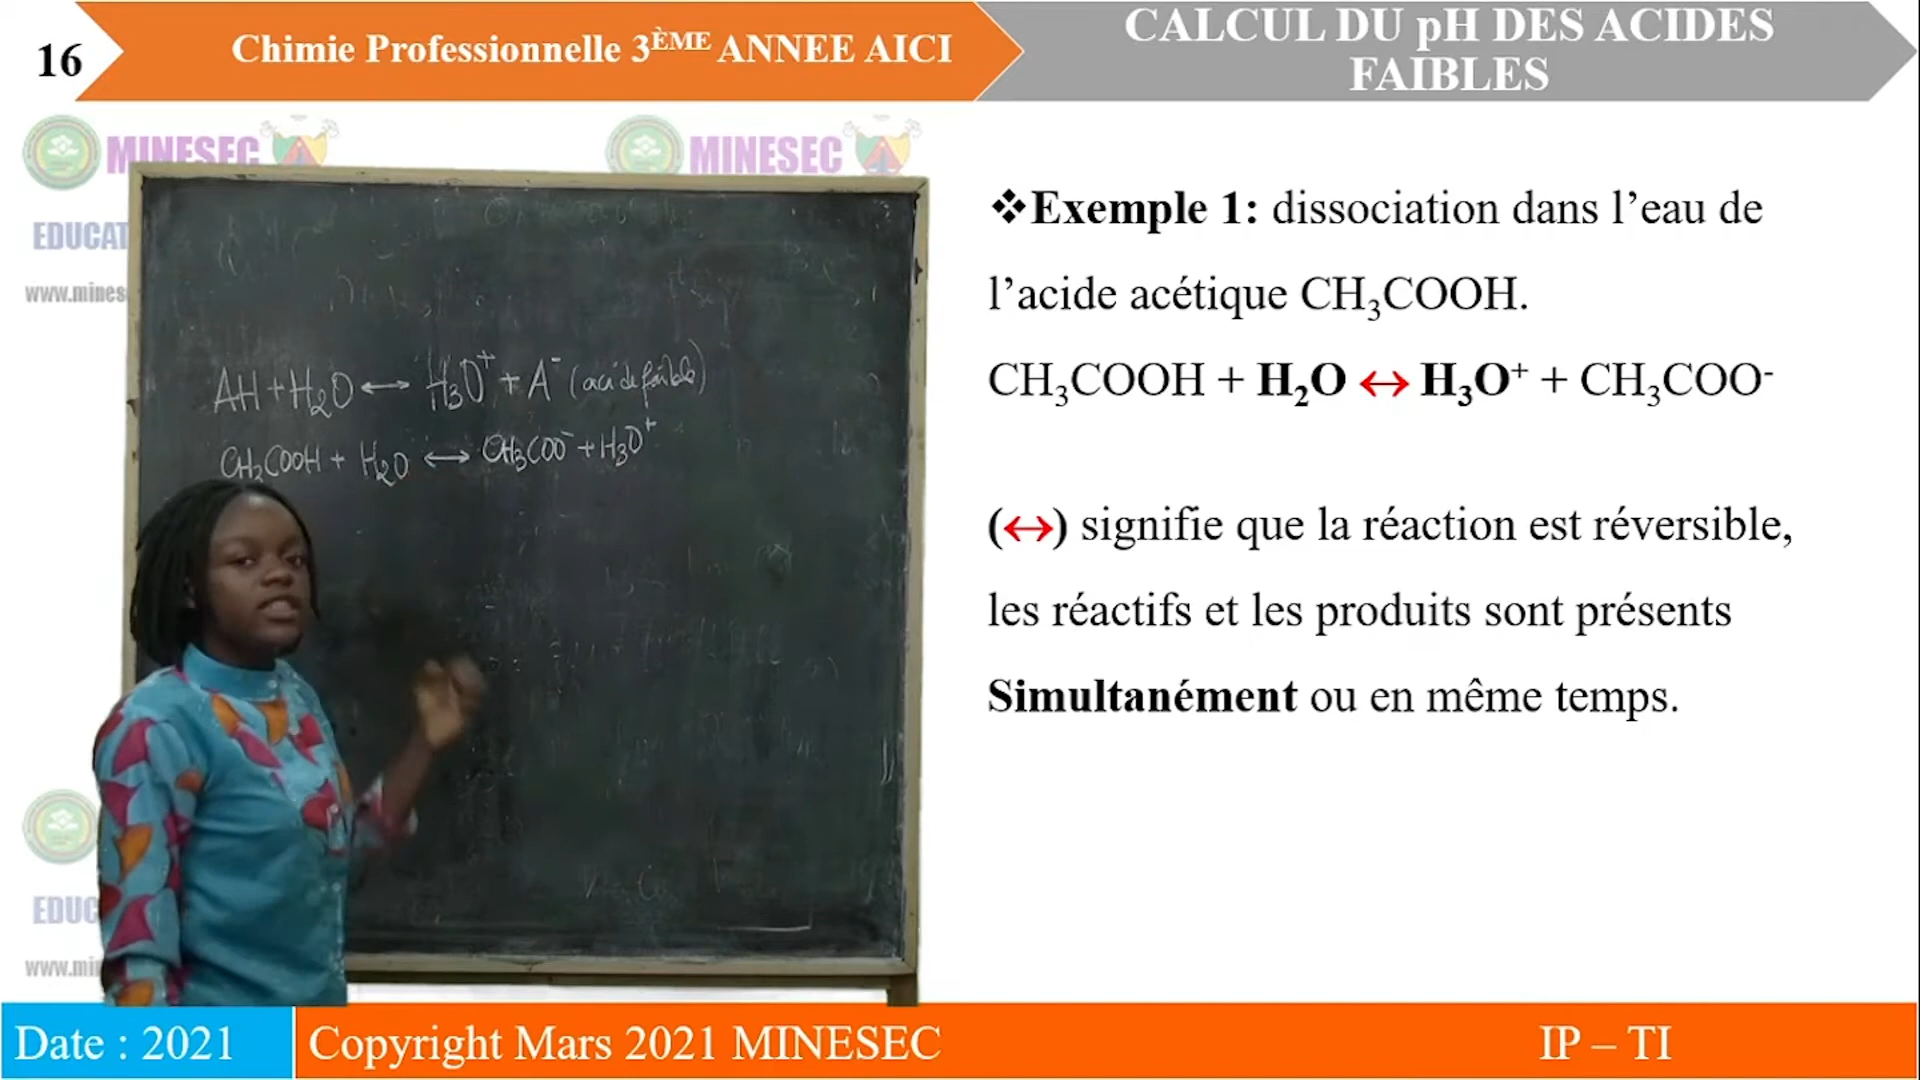 16
Chimie Professionnelle 3ÈME ANNEE AICI
CALCUL DU pH DES ACIDES
FAIBLES
MINESEC
MINESEC
EDUCAT
www.mines
AH + H₂O ↔ H₃O⁺ + A⁻ (acide faible)
CH₃COOH + H₂O ↔ CH₃COO⁻ + H₃O⁺
❖Exemple 1: dissociation dans l’eau de
l’acide acétique CH₃COOH.
CH₃COOH + H₂O ↔ H₃O⁺ + CH₃COO⁻
(↔) signifie que la réaction est réversible,
les réactifs et les produits sont présents
Simultanément ou en même temps.
EDUC
www.mi
Date : 2021
Copyright Mars 2021 MINESEC
IP – TI